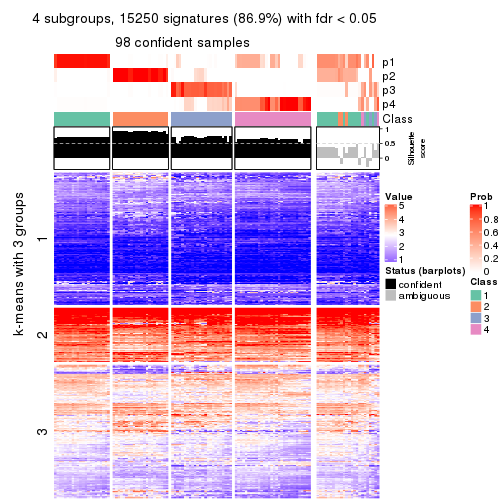 4 subgroups, 15250 signatures (86.9%) with fdr < 0.05
98 confident samples
p1
p2
p3
p4
Class
1
0.5
0
Silhouette
score
k-means with 3 groups
1
2
3
Value
5
4
3
2
1
Status (barplots)
confident
ambiguous
Prob
1
0.8
0.6
0.4
0.2
0
Class
1
2
3
4